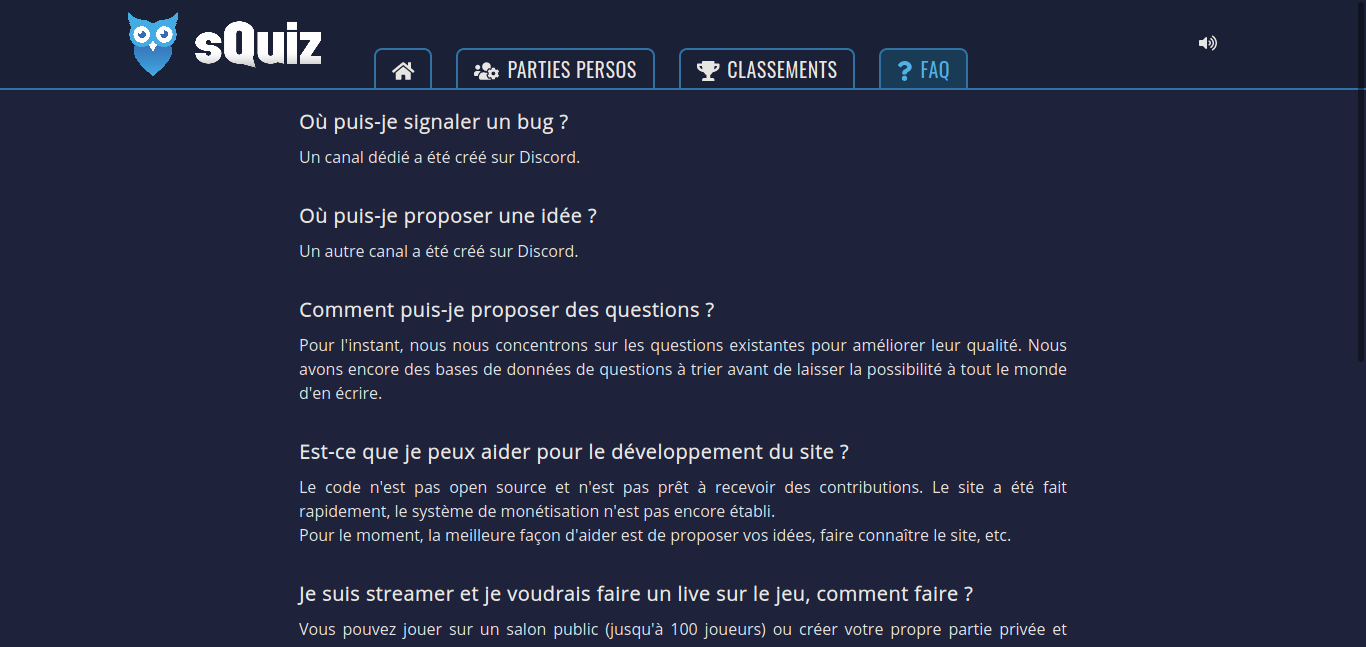 sQuiz
PARTIES PERSOS
CLASSEMENTS
? FAQ
Où puis-je signaler un bug ?
Un canal dédié a été créé sur Discord.
Où puis-je proposer une idée ?
Un autre canal a été créé sur Discord.
Comment puis-je proposer des questions ?
Pour l'instant, nous nous concentrons sur les questions existantes pour améliorer leur qualité. Nous
avons encore des bases de données de questions à trier avant de laisser la possibilité à tout le monde
d'en écrire.
Est-ce que je peux aider pour le développement du site ?
Le code n'est pas open source et n'est pas prêt à recevoir des contributions. Le site a été fait
rapidement, le système de monétisation n'est pas encore établi.
Pour le moment, la meilleure façon d'aider est de proposer vos idées, faire connaître le site, etc.
Je suis streamer et je voudrais faire un live sur le jeu, comment faire ?
Vous pouvez jouer sur un salon public (jusqu'à 100 joueurs) ou créer votre propre partie privée et